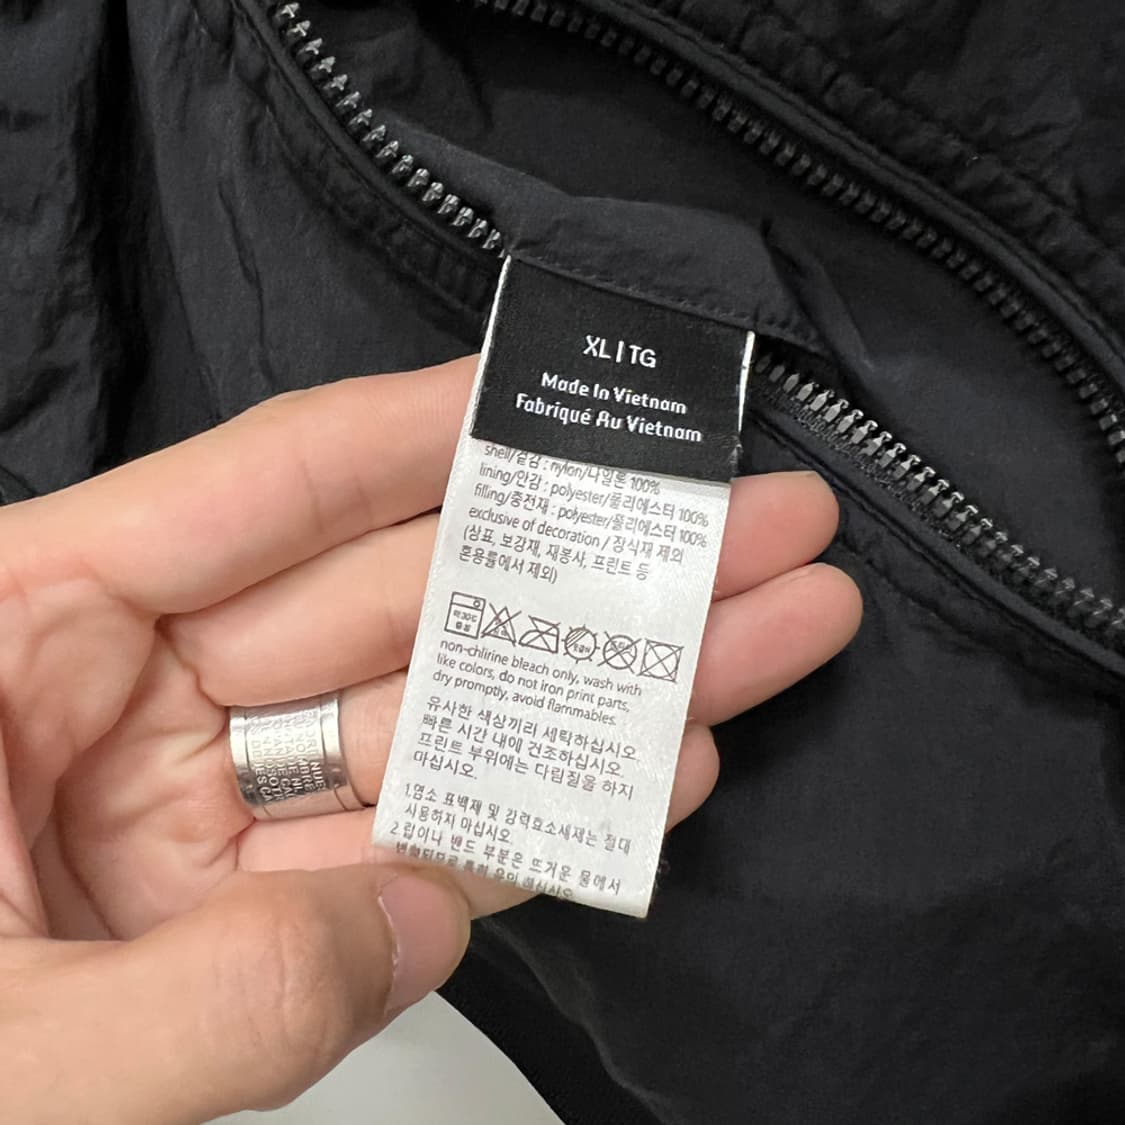 XL | TG
Made In Vietnam
Fabriqué Au Vietnam
shell/겉감 : nylon/나일론 100%
lining/안감 : polyester/폴리에스터 100%
filling/충전재 : polyester/폴리에스터 100%
exclusive of decoration / 장식재 제외
(상표, 보강재, 재봉사, 프린트 등
혼용률에서 제외)
non-chlirine bleach only, wash with
like colors, do not iron print parts,
dry promptly, avoid flammables.
유사한 색상끼리 세탁하십시오.
빠른 시간 내에 건조하십시오.
프린트 부위에는 다림질을 하지
마십시오.
1.염소 표백제 및 강력효소세제는 절대
사용하지 마십시오.
2.립이나 밴드 부분은 뜨거운 물에서